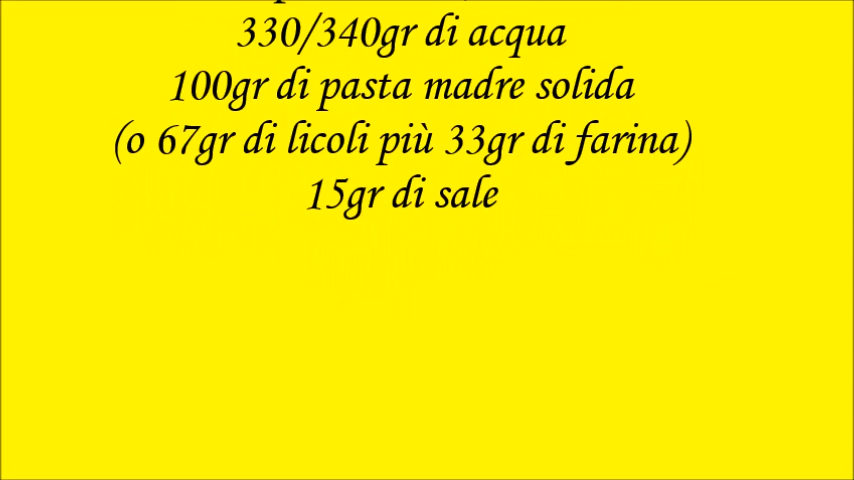 330/340gr di acqua
100gr di pasta madre solida
(o 67gr di licoli più 33gr di farina)
15gr di sale